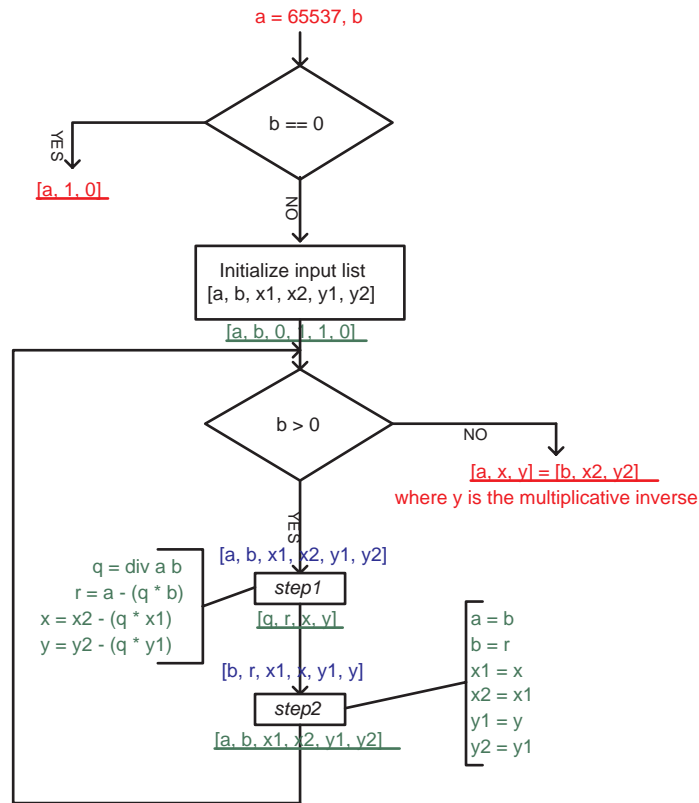 a = 65537, b
b == 0
YES
[a, 1, 0]
NO
Initialize input list
[a, b, x1, x2, y1, y2]
[a, b, 0, 1, 1, 0]
b > 0
NO
[a, x, y] = [b, x2, y2]
where y is the multiplicative inverse
YES
[a, b, x1, x2, y1, y2]
q = div a b
r = a - (q * b)
x = x2 - (q * x1)
y = y2 - (q * y1)
step1
[q, r, x, y]
[b, r, x1, x, y1, y]
step2
[a, b, x1, x2, y1, y2]
a = b
b = r
x1 = x
x2 = x1
y1 = y
y2 = y1